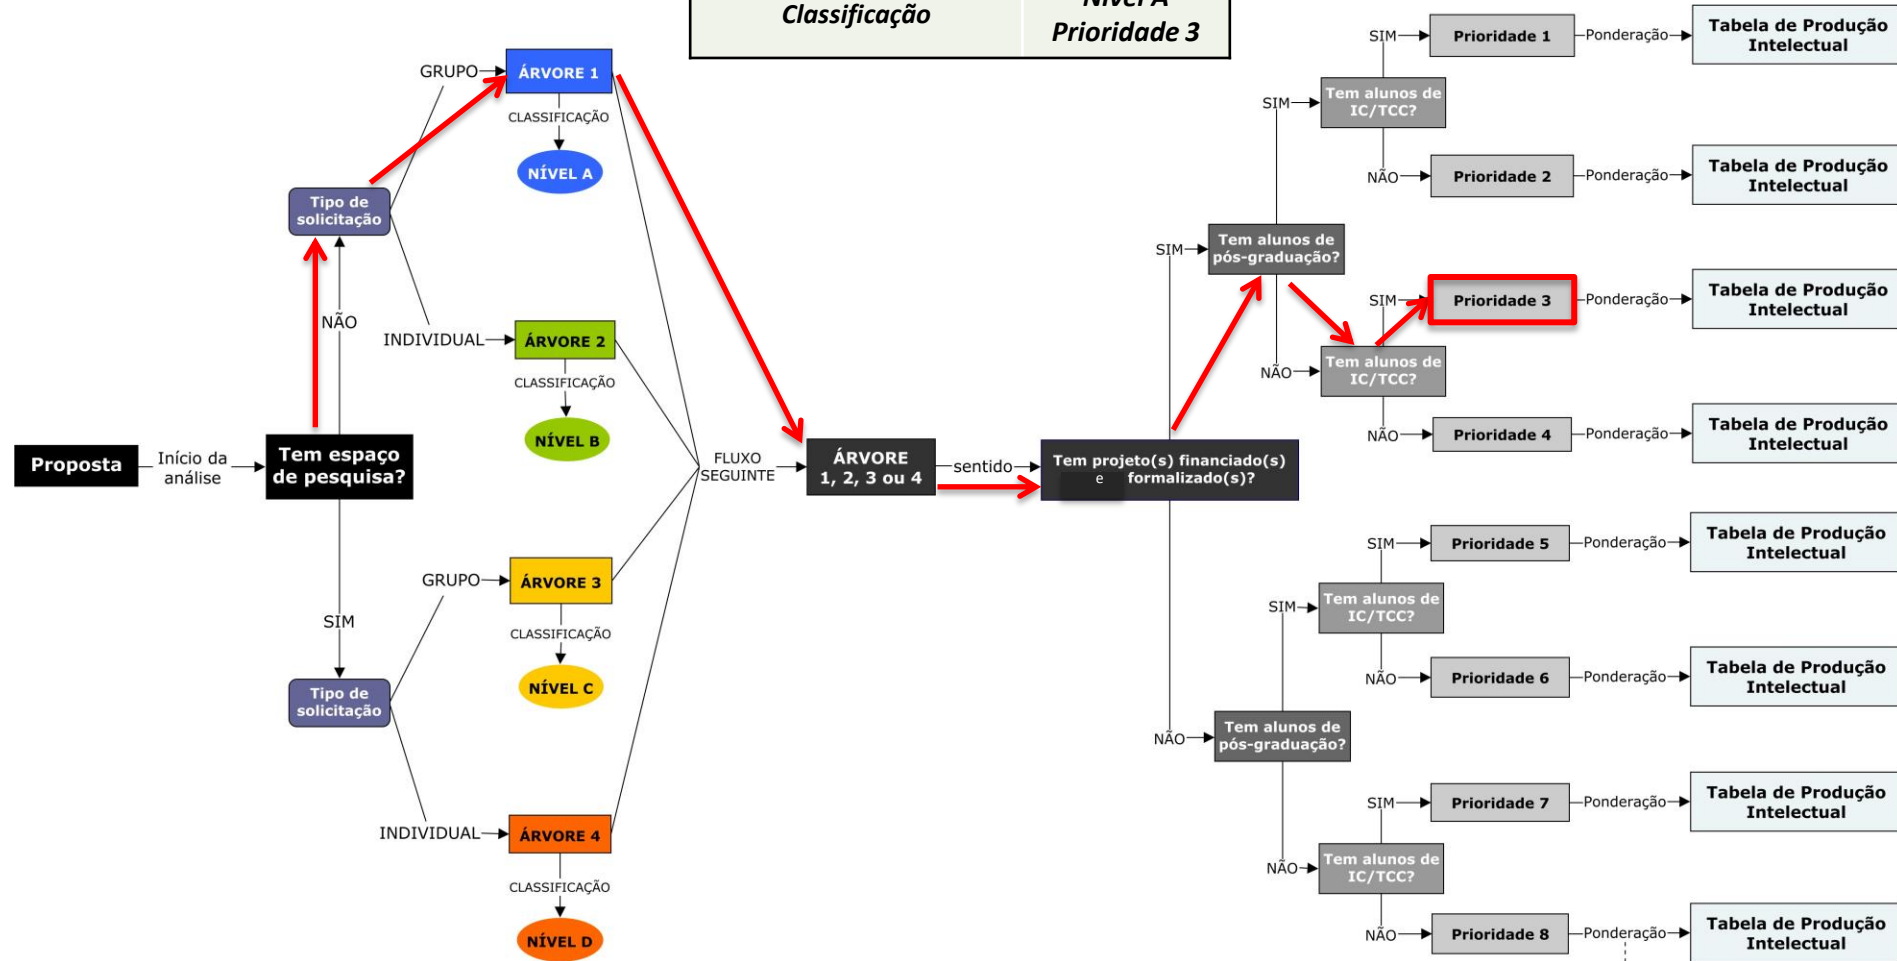 Classificação
Nível A
Prioridade 3
Proposta
Início da
análise
Tem espaço
de pesquisa?
NÃO
SIM
Tipo de
solicitação
GRUPO
INDIVIDUAL
ÁRVORE 1
CLASSIFICAÇÃO
NÍVEL A
ÁRVORE 2
CLASSIFICAÇÃO
NÍVEL B
Tipo de
solicitação
GRUPO
INDIVIDUAL
ÁRVORE 3
CLASSIFICAÇÃO
NÍVEL C
ÁRVORE 4
CLASSIFICAÇÃO
NÍVEL D
FLUXO
SEGUINTE
ÁRVORE
1, 2, 3 ou 4
sentido
Tem projeto(s) financiado(s)
e formalizado(s)?
SIM
Tem alunos de
pós-graduação?
SIM
Tem alunos de
IC/TCC?
SIM
Prioridade 1
Ponderação
Tabela de Produção
Intelectual
NÃO
Prioridade 2
Ponderação
Tabela de Produção
Intelectual
NÃO
Tem alunos de
IC/TCC?
SIM
Prioridade 3
Ponderação
Tabela de Produção
Intelectual
NÃO
Prioridade 4
Ponderação
Tabela de Produção
Intelectual
NÃO
Tem alunos de
pós-graduação?
SIM
Tem alunos de
IC/TCC?
SIM
Prioridade 5
Ponderação
Tabela de Produção
Intelectual
NÃO
Prioridade 6
Ponderação
Tabela de Produção
Intelectual
NÃO
Tem alunos de
IC/TCC?
SIM
Prioridade 7
Ponderação
Tabela de Produção
Intelectual
NÃO
Prioridade 8
Ponderação
Tabela de Produção
Intelectual